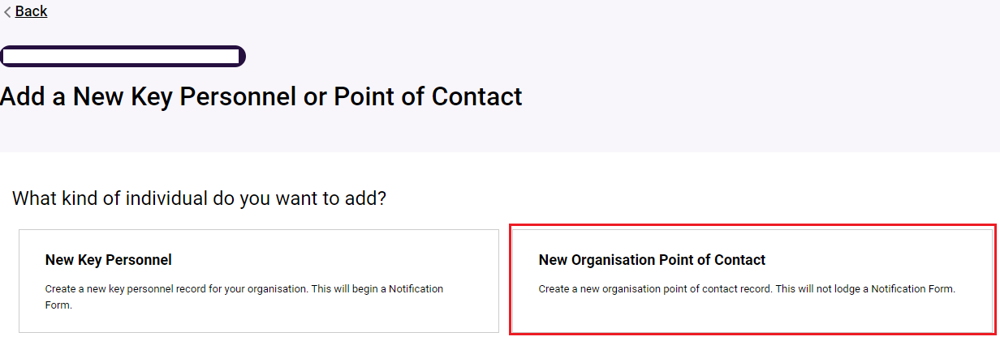 Back
Add a New Key Personnel or Point of Contact
What kind of individual do you want to add?
New Key Personnel
Create a new key personnel record for your organisation. This will begin a Notification
Form.
New Organisation Point of Contact
Create a new organisation point of contact record. This will not lodge a Notification Form.